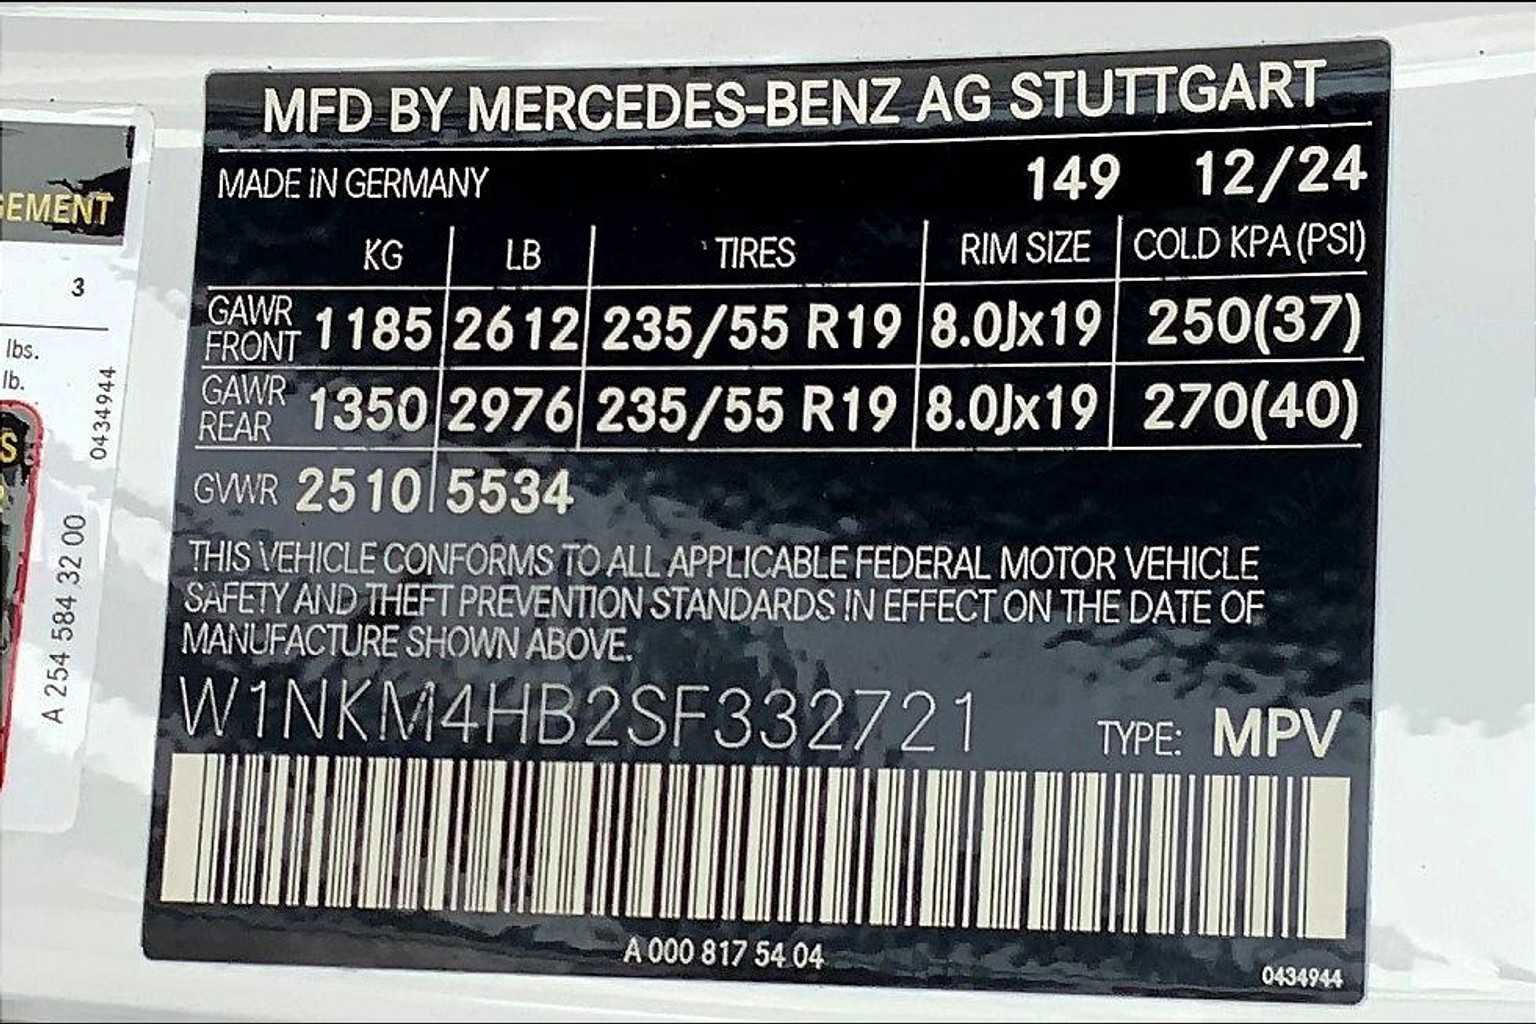 MFD BY MERCEDES-BENZ AG STUTTGART
MADE IN GERMANY 149 12/24
KG LB TIRES RIM SIZE COLD KPA (PSI)
GAWR FRONT 1185 2612 235/55 R19 8.0Jx19 250(37)
GAWR REAR 1350 2976 235/55 R19 8.0Jx19 270(40)
GVWR 2510 5534
THIS VEHICLE CONFORMS TO ALL APPLICABLE FEDERAL MOTOR VEHICLE
SAFETY AND THEFT PREVENTION STANDARDS IN EFFECT ON THE DATE OF
MANUFACTURE SHOWN ABOVE.
W1NKM4HB2SF332721 TYPE: MPV
A 000 817 54 04
0434944
3
lbs.
lb.
0434944
A 254 584 32 00